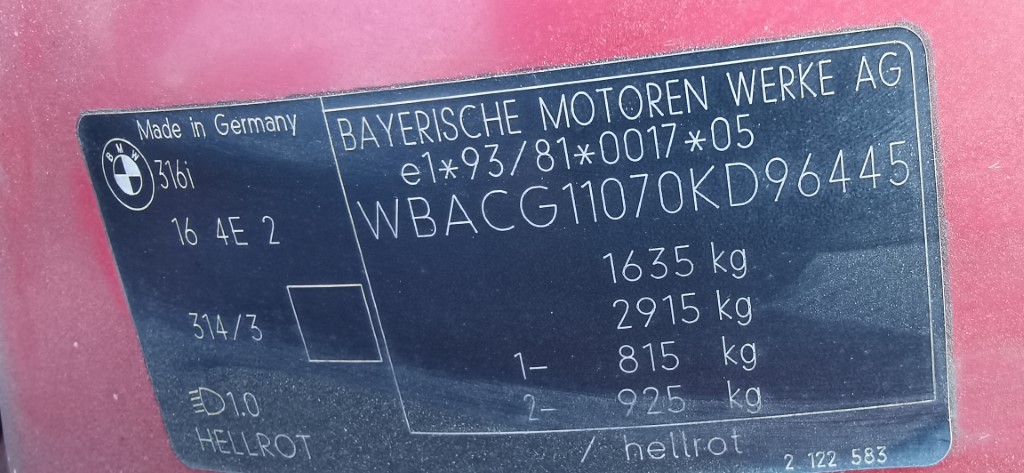 Made in Germany
BMW
316i
16 4E 2
314/3
1.0
HELLROT
BAYERISCHE MOTOREN WERKE AG
e1*93/81*0017*05
WBACG11070KD96445
1635 kg
2915 kg
1- 815 kg
2- 925 kg
/ hellrot
2 122 583